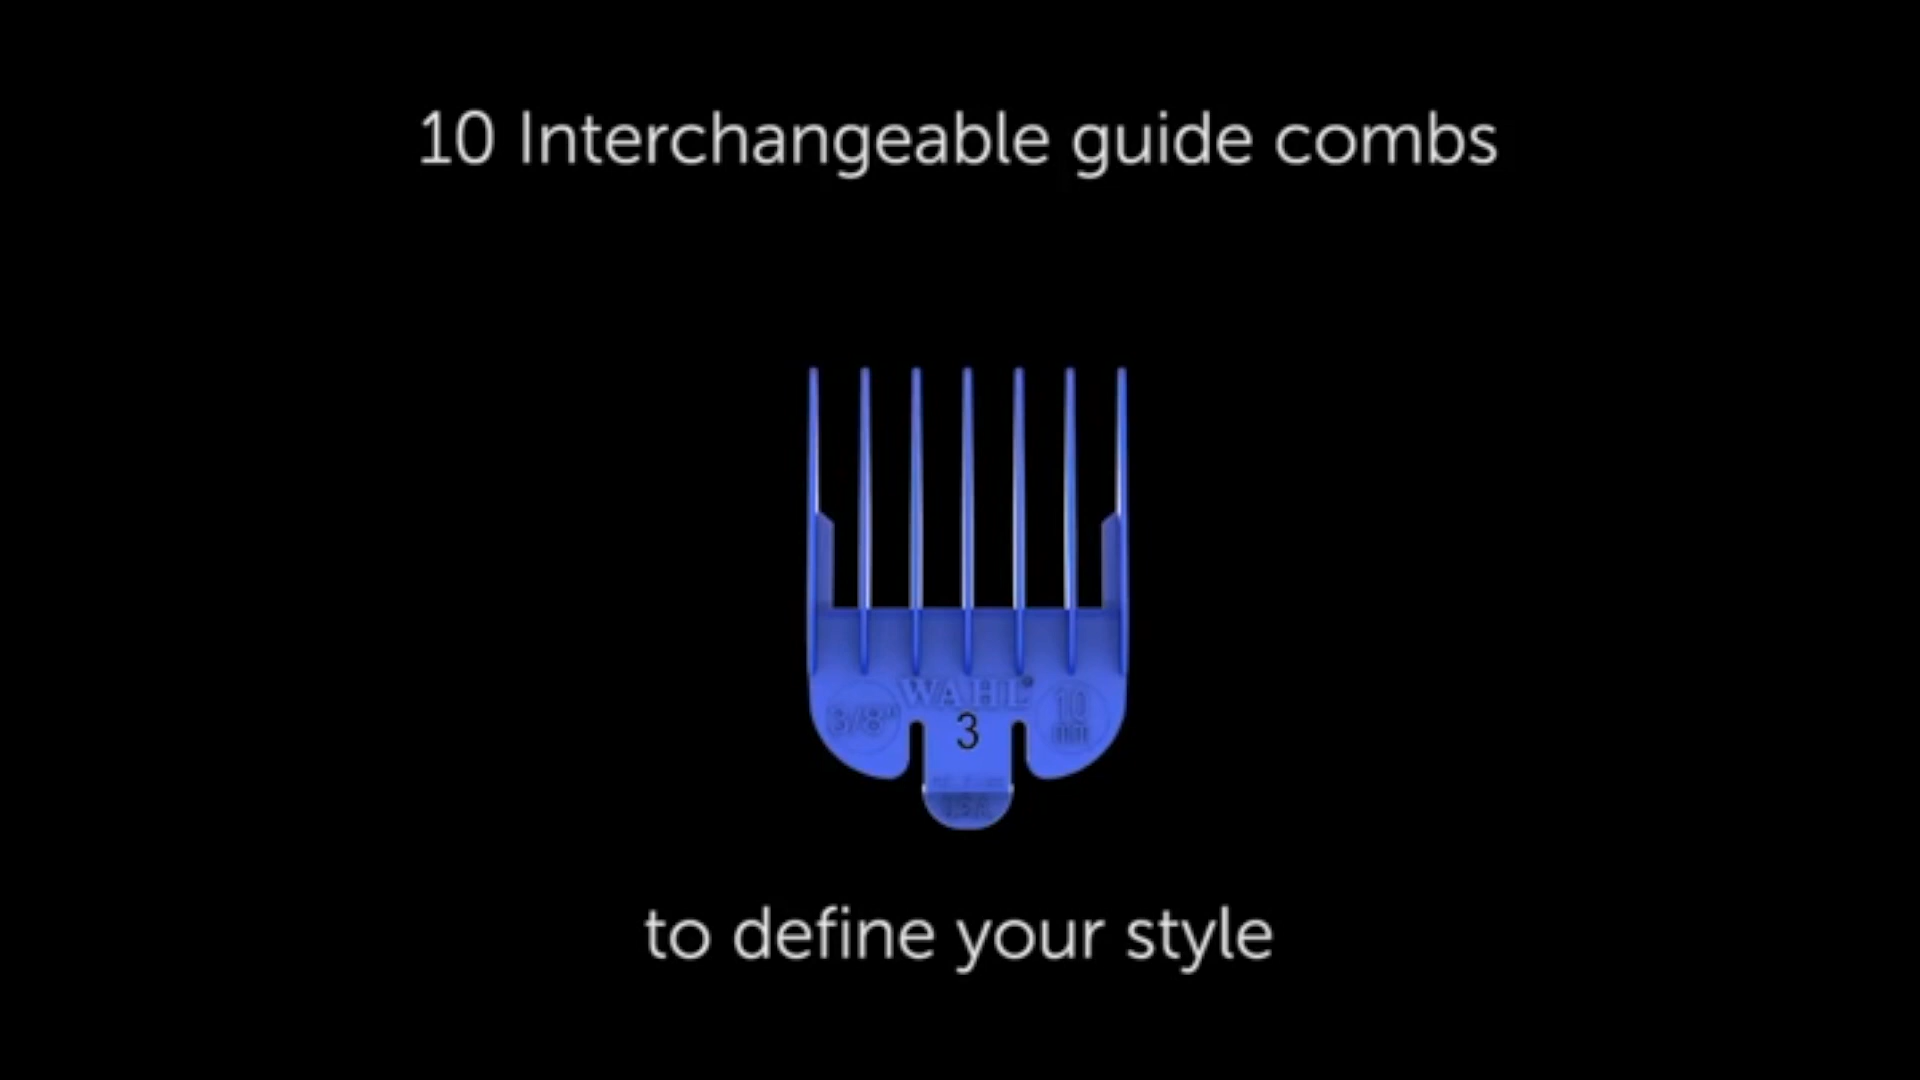 10 Interchangeable guide combs
WAHL
3/8"
3
10
mm
to define your style